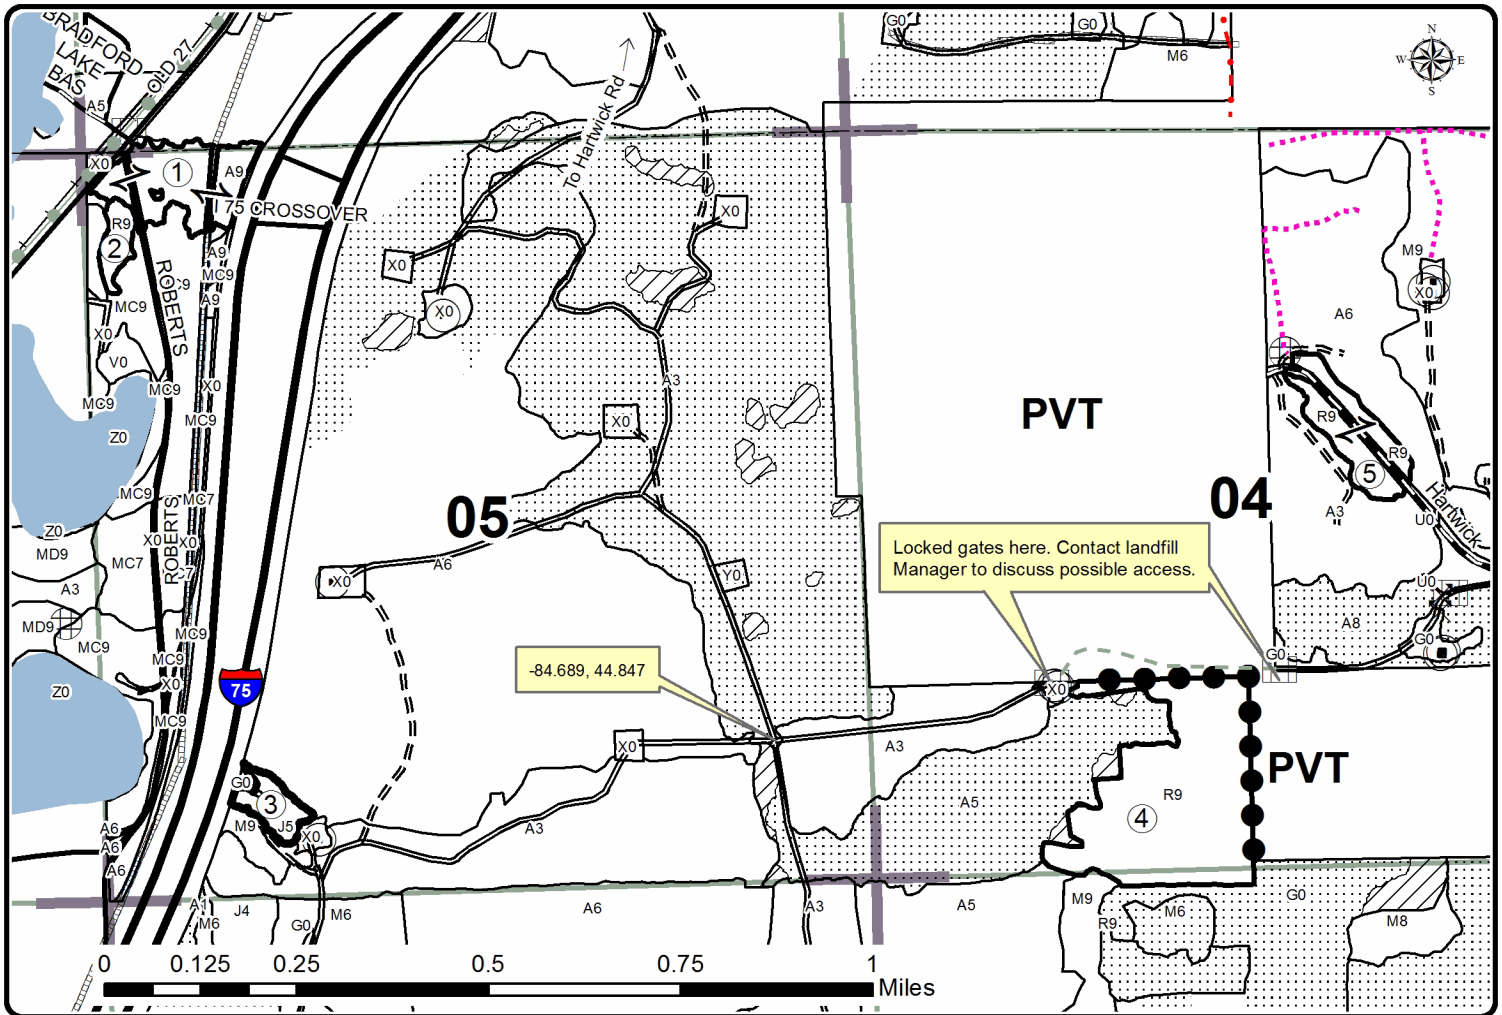 BRADFORD
LAKE
BAS
OLD 27
A5
X0
1
A9
I 75 CROSSOVER
R9
2
A9
MC9
C9
A9
MC9
ROBERTS
X0
V0
MC9
X0
MC9
MC9
Z0
MC9
MC7
ROBERTS
Z0
X0
X0
MD9
MC7
C7
A3
MD9
MC9
MC9
MC9
X0
Z0
MC9
75
A6
A6
A6
G0
3
M9
J5
X0
A1
M6
J4
G0
M6
To Hartwick Rd
X0
X0
X0
A3
X0
05
A6
X0
Y0
-84.689, 44.847
X0
A3
A3
A6
A3
A5
A5
G0
G0
M6
N
W
E
S
PVT
04
M9
X0
A6
R9
R9
5
A3
U0
Hartwick
U0
A8
G0
G0
Locked gates here. Contact landfill
Manager to discuss possible access.
X0
PVT
R9
4
M9
R9
M6
G0
M8
0
0.125
0.25
0.5
0.75
1
Miles